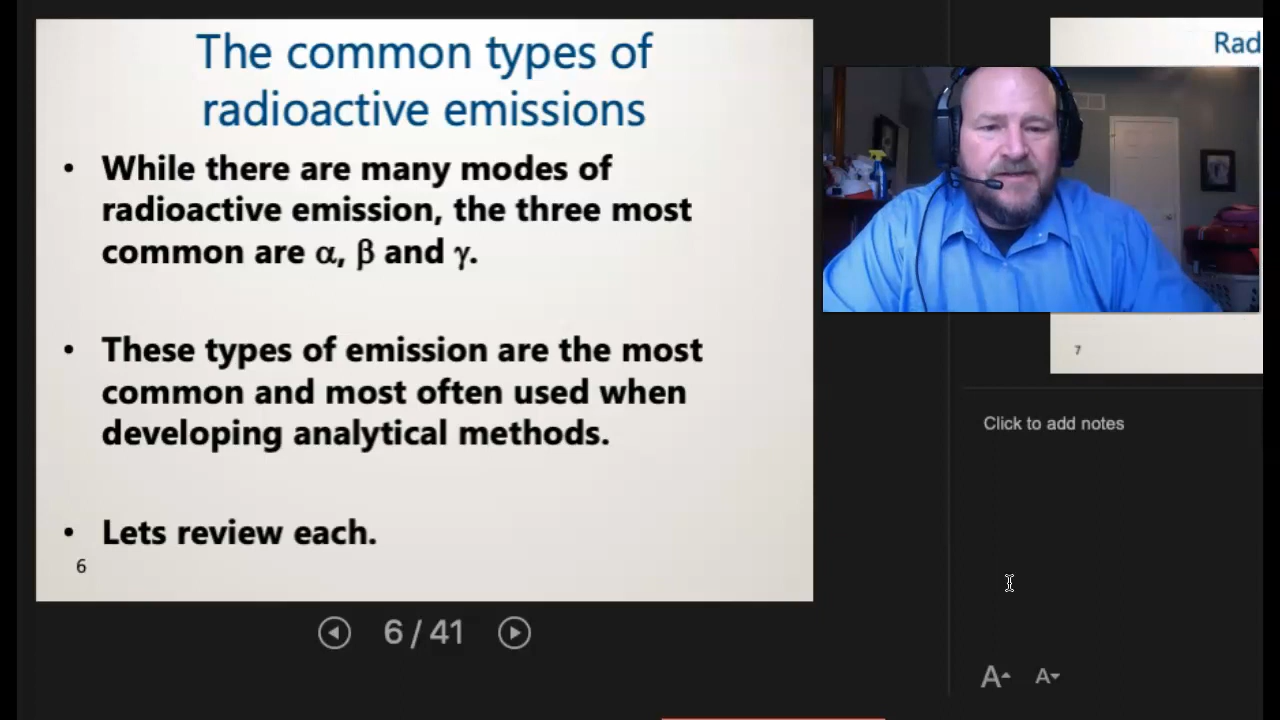 The common types of
radioactive emissions
• While there are many modes of
radioactive emission, the three most
common are α, β and γ.
• These types of emission are the most
common and most often used when
developing analytical methods.
• Lets review each.
6
6 / 41
Rad
7
Click to add notes
A A